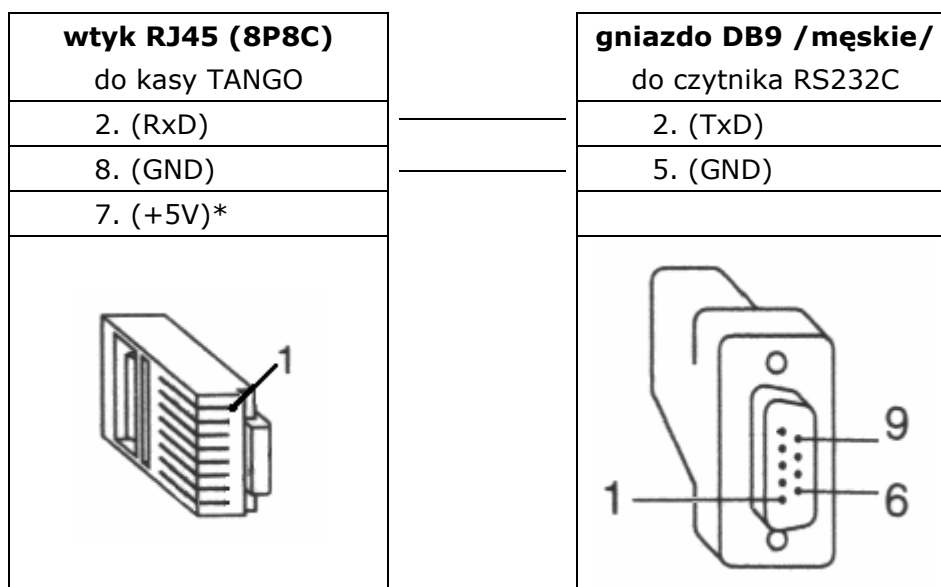 wtyk RJ45 (8P8C)
do kasy TANGO
2. (RxD)
8. (GND)
7. (+5V)*
1
gniazdo DB9 /męskie/
do czytnika RS232C
2. (TxD)
5. (GND)
9
1
6